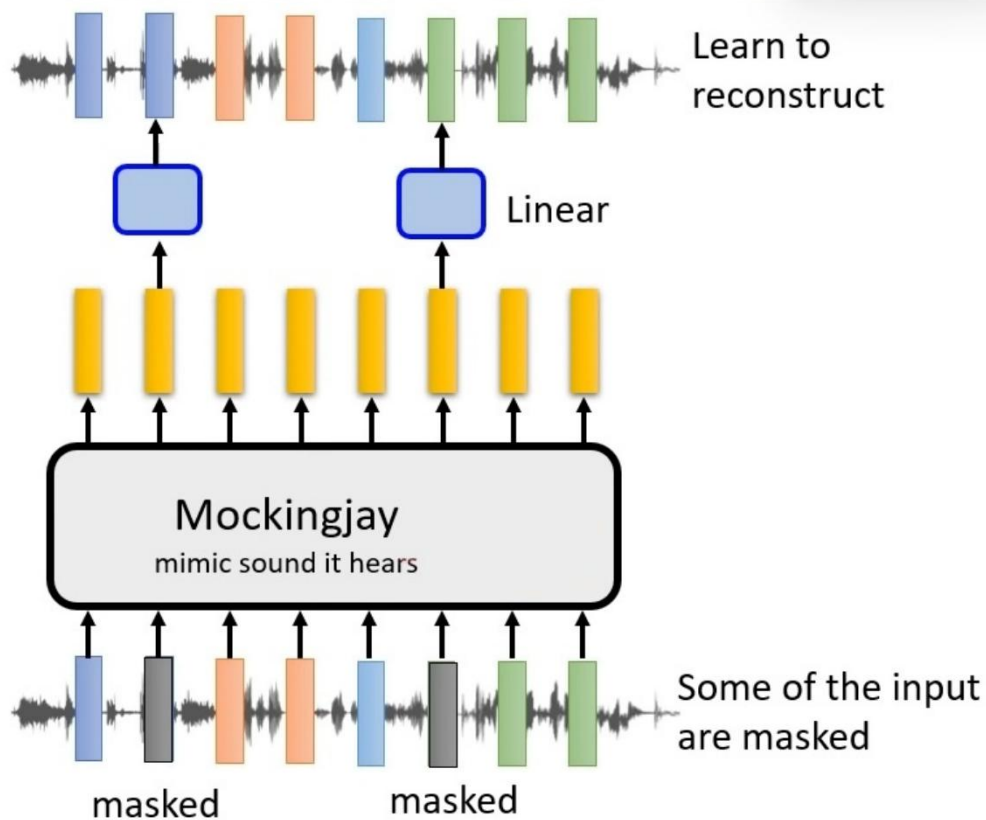 Learn to
reconstruct
Linear
Mockingjay
mimic sound it hears
Some of the input
are masked
masked
masked